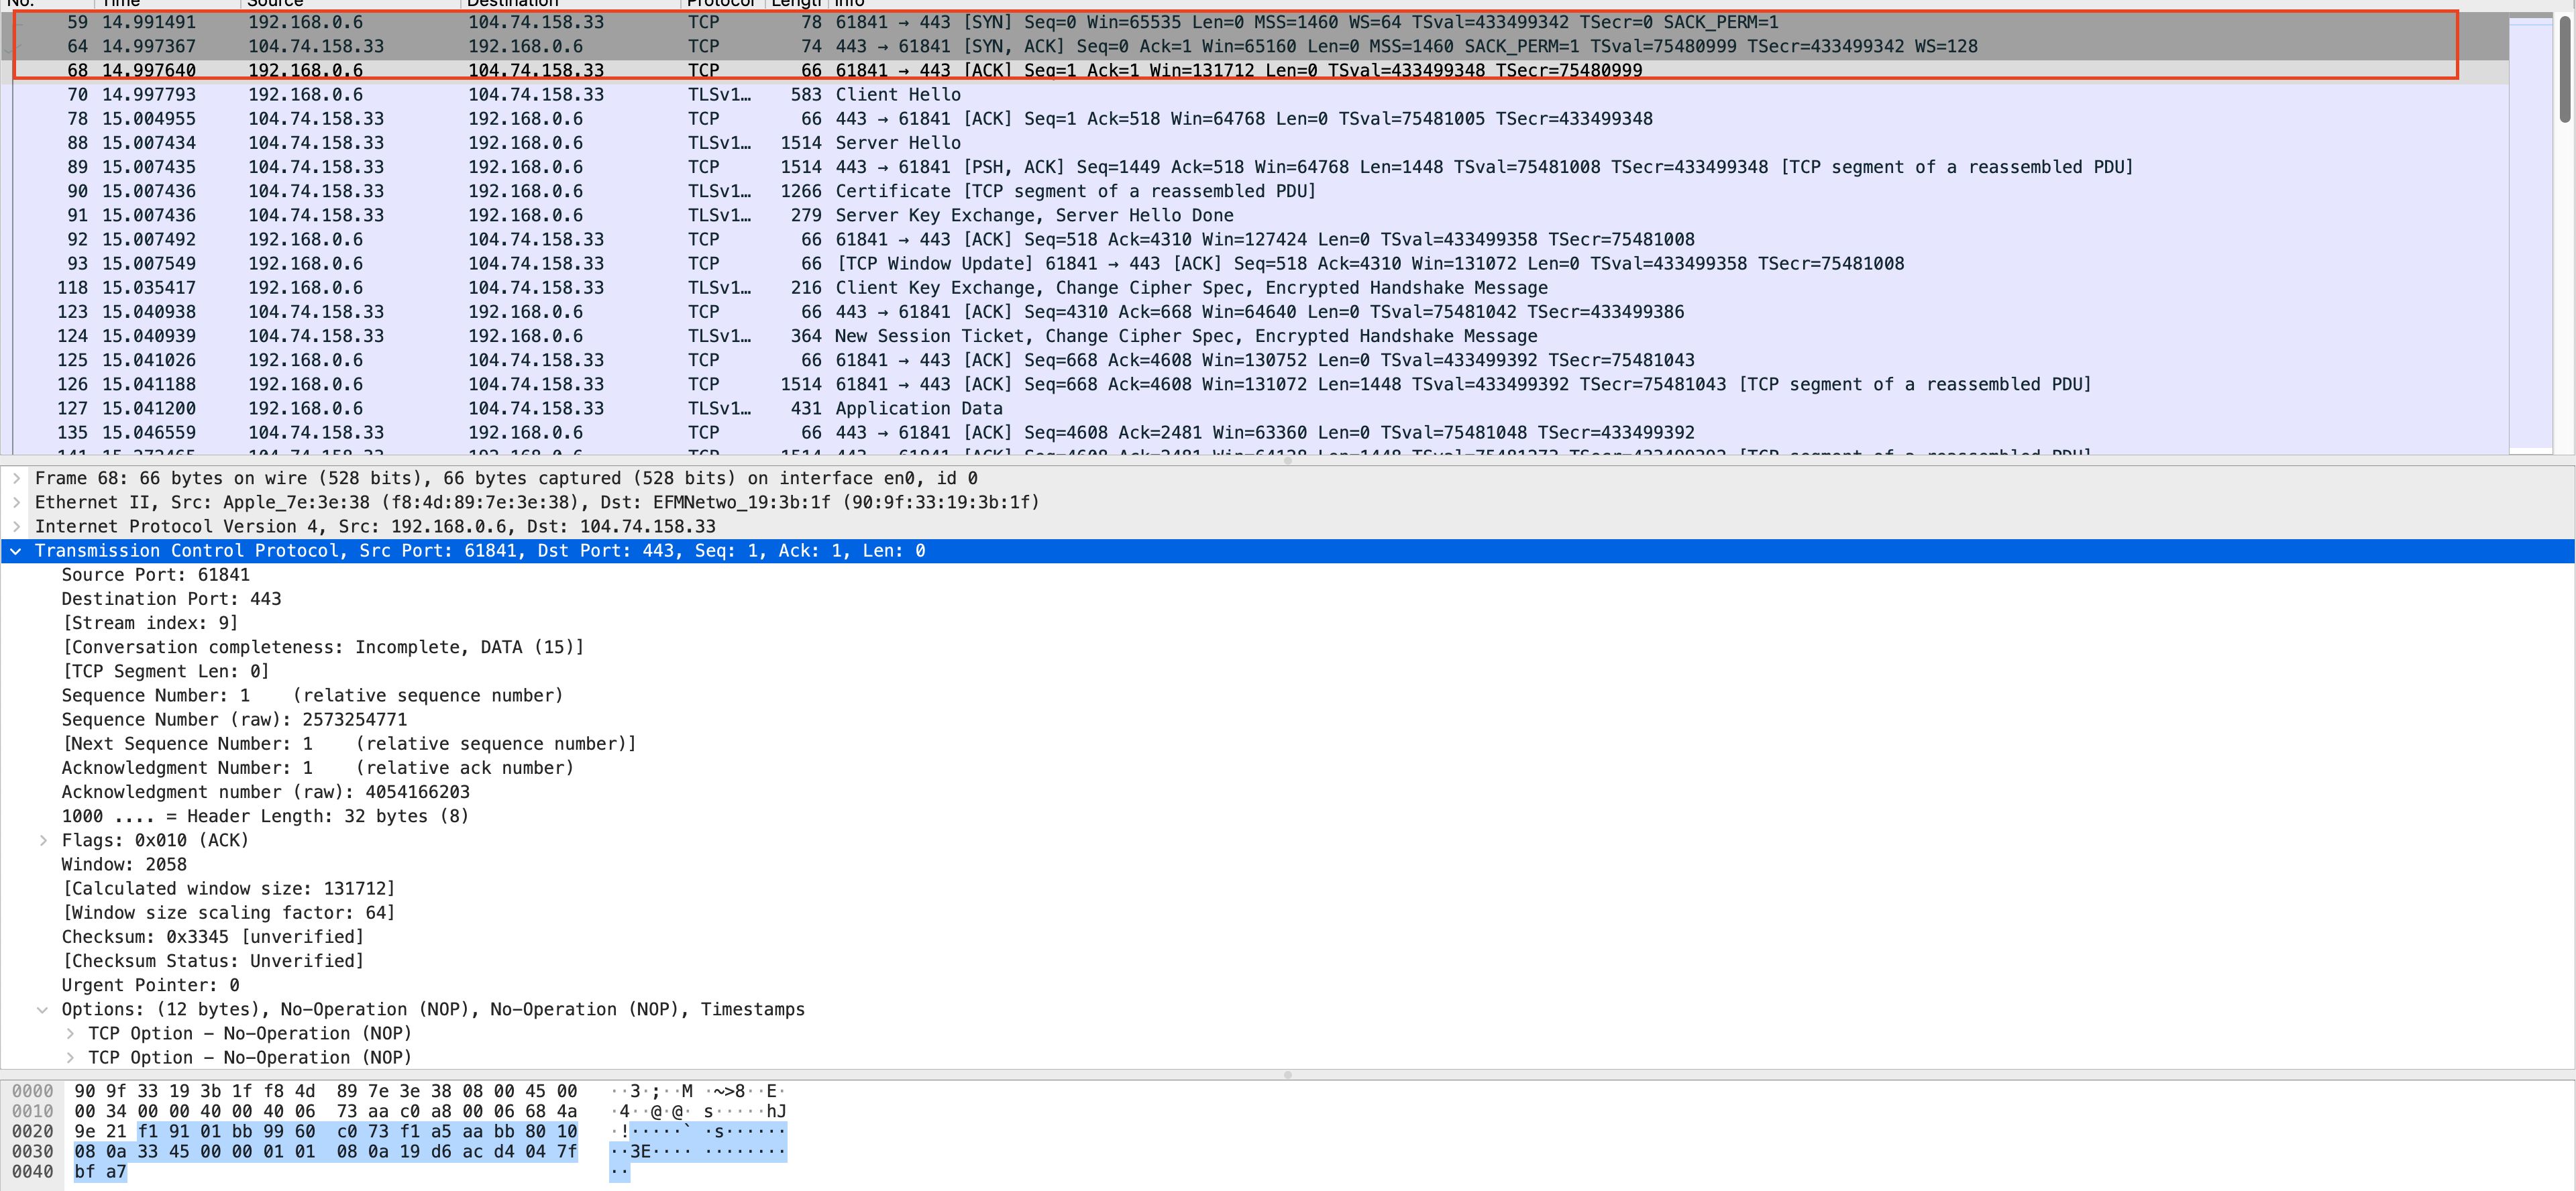 No. Time Source Destination Protocol Length Info
59 14.991491 192.168.0.6 104.74.158.33 TCP 78 61841 → 443 [SYN] Seq=0 Win=65535 Len=0 MSS=1460 WS=64 TSval=433499342 TSecr=0 SACK_PERM=1
64 14.997367 104.74.158.33 192.168.0.6 TCP 74 443 → 61841 [SYN, ACK] Seq=0 Ack=1 Win=65160 Len=0 MSS=1460 SACK_PERM=1 TSval=75480999 TSecr=433499342 WS=128
68 14.997640 192.168.0.6 104.74.158.33 TCP 66 61841 → 443 [ACK] Seq=1 Ack=1 Win=131712 Len=0 TSval=433499348 TSecr=75480999
70 14.997793 192.168.0.6 104.74.158.33 TLSv1… 583 Client Hello
78 15.004955 104.74.158.33 192.168.0.6 TCP 66 443 → 61841 [ACK] Seq=1 Ack=518 Win=64768 Len=0 TSval=75481005 TSecr=433499348
88 15.007434 104.74.158.33 192.168.0.6 TLSv1… 1514 Server Hello
89 15.007435 104.74.158.33 192.168.0.6 TCP 1514 443 → 61841 [PSH, ACK] Seq=1449 Ack=518 Win=64768 Len=1448 TSval=75481008 TSecr=433499348 [TCP segment of a reassembled PDU]
90 15.007436 104.74.158.33 192.168.0.6 TLSv1… 1266 Certificate [TCP segment of a reassembled PDU]
91 15.007436 104.74.158.33 192.168.0.6 TLSv1… 279 Server Key Exchange, Server Hello Done
92 15.007492 192.168.0.6 104.74.158.33 TCP 66 61841 → 443 [ACK] Seq=518 Ack=4310 Win=127424 Len=0 TSval=433499358 TSecr=75481008
93 15.007549 192.168.0.6 104.74.158.33 TCP 66 [TCP Window Update] 61841 → 443 [ACK] Seq=518 Ack=4310 Win=131072 Len=0 TSval=433499358 TSecr=75481008
118 15.035417 192.168.0.6 104.74.158.33 TLSv1… 216 Client Key Exchange, Change Cipher Spec, Encrypted Handshake Message
123 15.040938 104.74.158.33 192.168.0.6 TCP 66 443 → 61841 [ACK] Seq=4310 Ack=668 Win=64640 Len=0 TSval=75481042 TSecr=433499386
124 15.040939 104.74.158.33 192.168.0.6 TLSv1… 364 New Session Ticket, Change Cipher Spec, Encrypted Handshake Message
125 15.041026 192.168.0.6 104.74.158.33 TCP 66 61841 → 443 [ACK] Seq=668 Ack=4608 Win=130752 Len=0 TSval=433499392 TSecr=75481043
126 15.041188 192.168.0.6 104.74.158.33 TCP 1514 61841 → 443 [ACK] Seq=668 Ack=4608 Win=131072 Len=1448 TSval=433499392 TSecr=75481043 [TCP segment of a reassembled PDU]
127 15.041200 192.168.0.6 104.74.158.33 TLSv1… 431 Application Data
135 15.046559 104.74.158.33 192.168.0.6 TCP 66 443 → 61841 [ACK] Seq=4608 Ack=2481 Win=63360 Len=0 TSval=75481048 TSecr=433499392
Frame 68: 66 bytes on wire (528 bits), 66 bytes captured (528 bits) on interface en0, id 0
Ethernet II, Src: Apple_7e:3e:38 (f8:4d:89:7e:3e:38), Dst: EFMNetwo_19:3b:1f (90:9f:33:19:3b:1f)
Internet Protocol Version 4, Src: 192.168.0.6, Dst: 104.74.158.33
Transmission Control Protocol, Src Port: 61841, Dst Port: 443, Seq: 1, Ack: 1, Len: 0
Source Port: 61841
Destination Port: 443
[Stream index: 9]
[Conversation completeness: Incomplete, DATA (15)]
[TCP Segment Len: 0]
Sequence Number: 1 (relative sequence number)
Sequence Number (raw): 2573254771
[Next Sequence Number: 1 (relative sequence number)]
Acknowledgment Number: 1 (relative ack number)
Acknowledgment number (raw): 4054166203
1000 .... = Header Length: 32 bytes (8)
Flags: 0x010 (ACK)
Window: 2058
[Calculated window size: 131712]
[Window size scaling factor: 64]
Checksum: 0x3345 [unverified]
[Checksum Status: Unverified]
Urgent Pointer: 0
Options: (12 bytes), No-Operation (NOP), No-Operation (NOP), Timestamps
TCP Option – No-Operation (NOP)
TCP Option – No-Operation (NOP)
0000 90 9f 33 19 3b 1f f8 4d 89 7e 3e 38 08 00 45 00 ··3·;··M ·~>8··E·
0010 00 34 00 00 40 00 40 06 73 aa c0 a8 00 06 68 4a ·4··@·@· s·····hJ
0020 9e 21 f1 91 01 bb 99 60 c0 73 f1 a5 aa bb 80 10 ·!·····` ·s······
0030 08 0a 33 45 00 00 01 01 08 0a 19 d6 ac d4 04 7f ··3E···· ········
0040 bf a7 ··